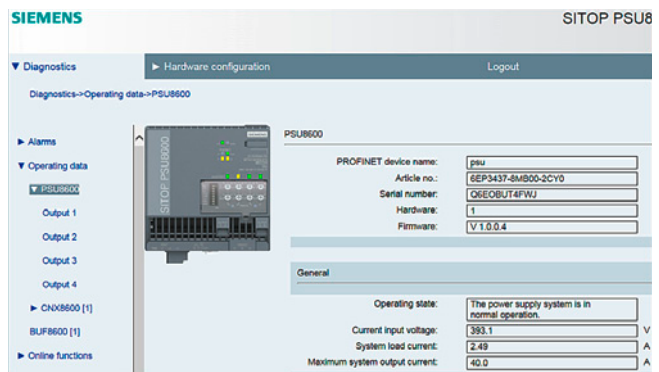 SIEMENS
SITOP PSU8
▼ Diagnostics
► Hardware configuration
Logout
Diagnostics->Operating data->PSU8600
► Alarms
▼ Operating data
▼ PSU8600
Output 1
Output 2
Output 3
Output 4
► CNX8600 [1]
BUF8600 [1]
► Online functions
SITOP PSU8600
PSU8600
PROFINET device name: psu
Article no.: 6EP3437-8MB00-2CY0
Serial number: Q6EOBUT4FWJ
Hardware: 1
Firmware: V 1.0.0.4
General
Operating state: The power supply system is in
normal operation.
Current input voltage: 393.1 V
System load current: 2.49 A
Maximum system output current: 40.0 A